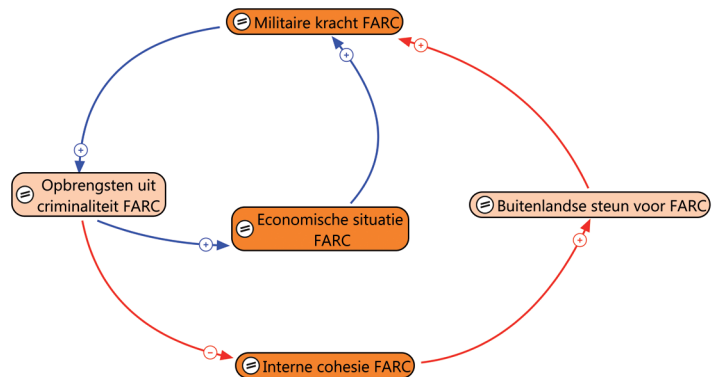 Militaire kracht FARC
+
+
+
Opbrengsten uit
criminaliteit FARC
Economische situatie
FARC
Buitenlandse steun voor FARC
+
+
−
Interne cohesie FARC